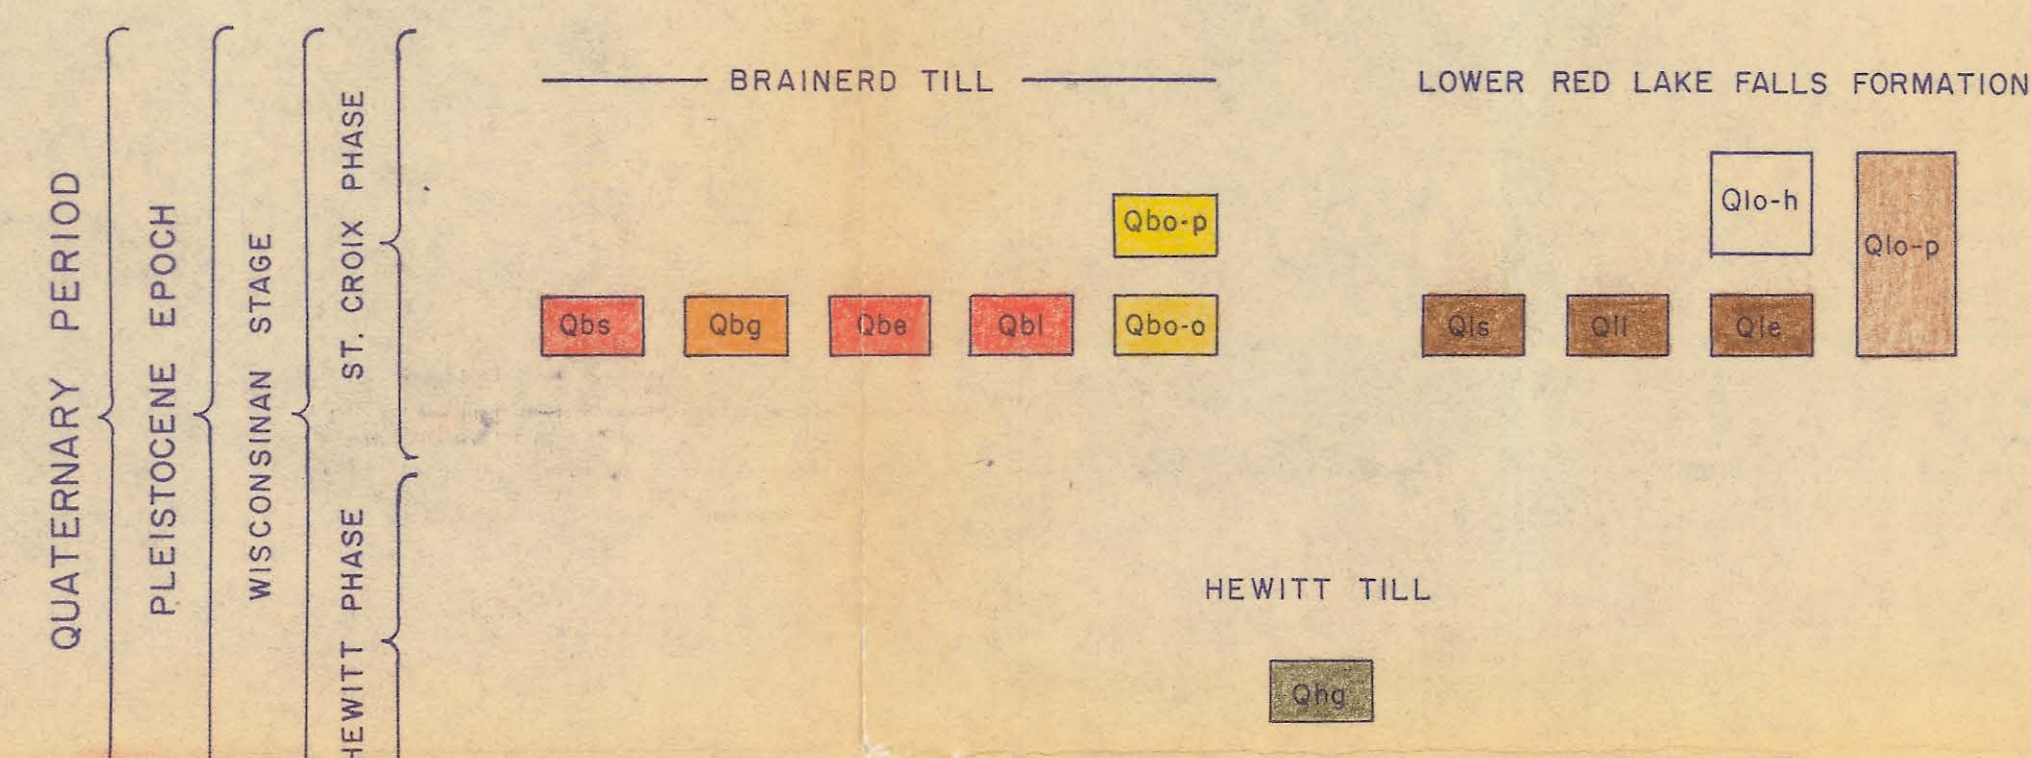 QUATERNARY PERIOD
PLEISTOCENE EPOCH
WISCONSINAN STAGE
ST. CROIX PHASE
HEWITT PHASE
BRAINERD TILL
Qbo-p
Qbs Qbg Qbe Qbl Qbo-o
LOWER RED LAKE FALLS FORMATION
Qlo-h
Qlo-p
Qls Qll Qle
HEWITT TILL
Qhg